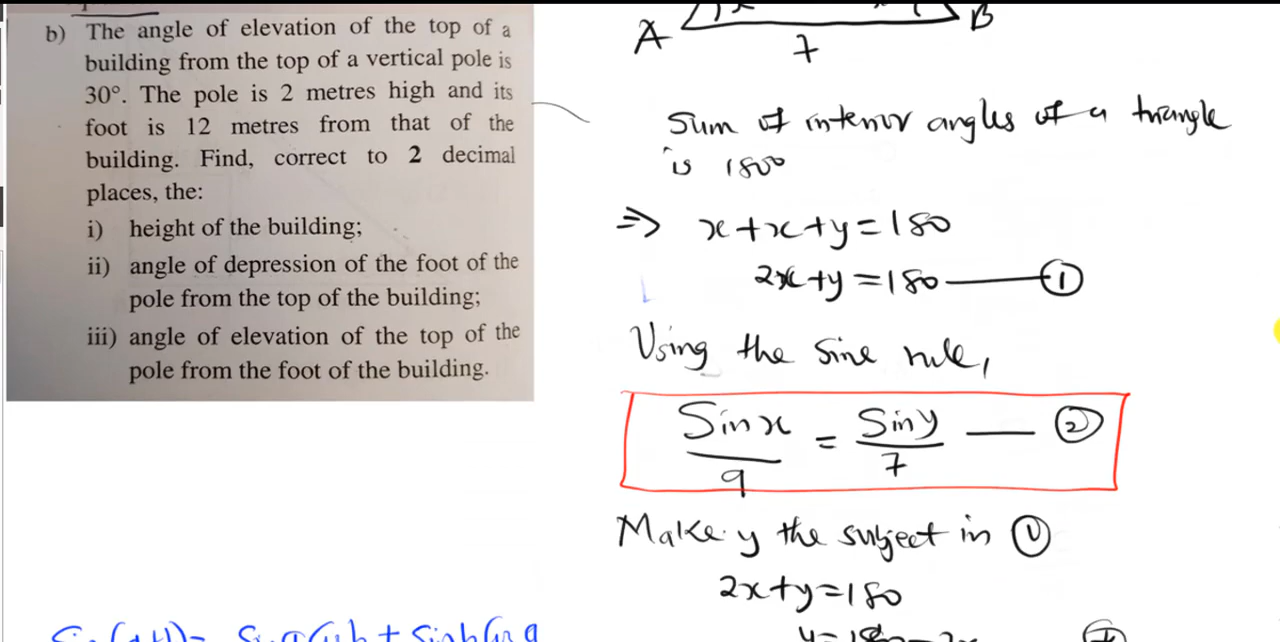 b) The angle of elevation of the top of a
building from the top of a vertical pole is
30°. The pole is 2 metres high and its
foot is 12 metres from that of the
building. Find, correct to 2 decimal
places, the:
i) height of the building;
ii) angle of depression of the foot of the
pole from the top of the building;
iii) angle of elevation of the top of the
pole from the foot of the building.
A B
7
Sum of interior angles of a triangle
is 180°
⇒ x+x+y=180
2x+y=180 — ①
Using the sine rule,
Sin x / 9 = Sin y / 7 — ②
Make y the subject in ①
2x+y=180